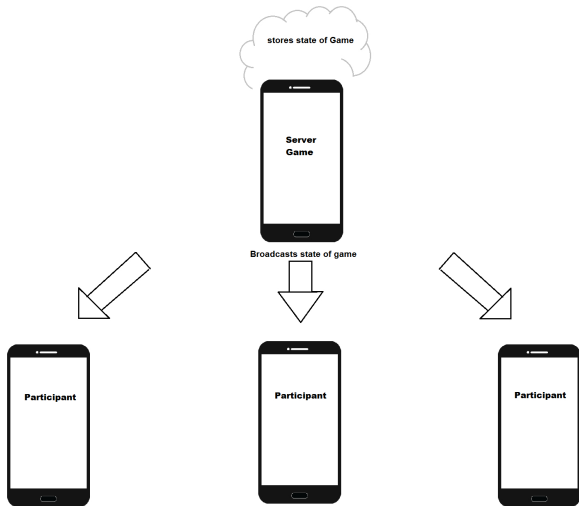 stores state of Game
Server
Game
Broadcasts state of game
Participant
Participant
Participant